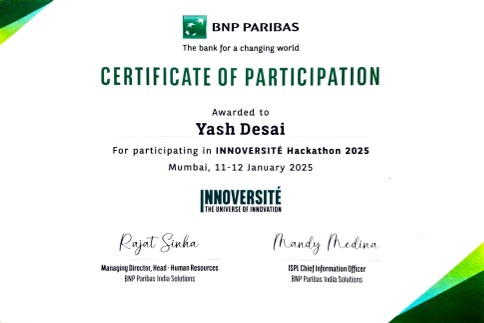 BNP PARIBAS
The bank for a changing world
CERTIFICATE OF PARTICIPATION
Awarded to
Yash Desai
For participating in INNOVERSITÉ Hackathon 2025
Mumbai, 11-12 January 2025
INNOVERSITÉ
THE UNIVERSE OF INNOVATION
Rajat Sinha
Mandy Medina
Managing Director, Head - Human Resources
ISPL Chief Information Officer
BNP Paribas India Solutions
BNP Paribas India Solutions